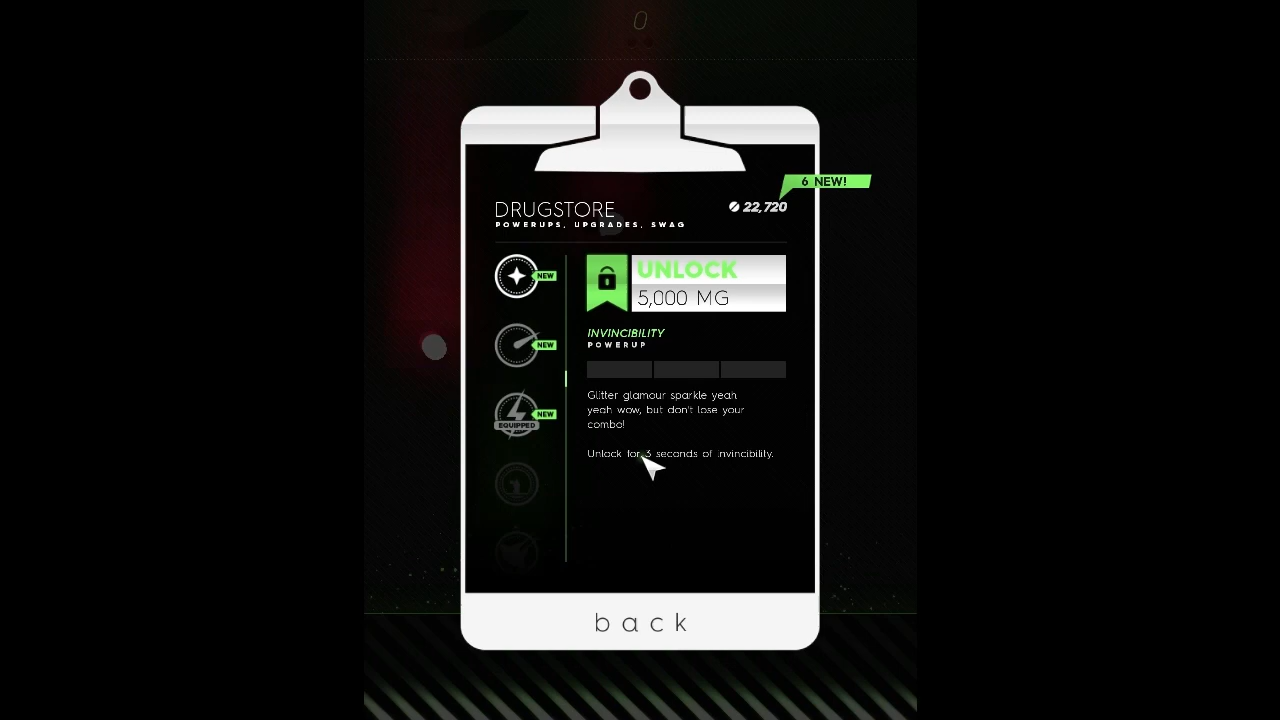 0
6 NEW!
DRUGSTORE
22,720
POWERUPS, UPGRADES, SWAG
NEW
UNLOCK
5,000 MG
INVINCIBILITY
POWERUP
NEW
Glitter glamour sparkle yeah
yeah wow, but don't lose your
combo!
NEW
EQUIPPED
Unlock for 3 seconds of invincibility.
back